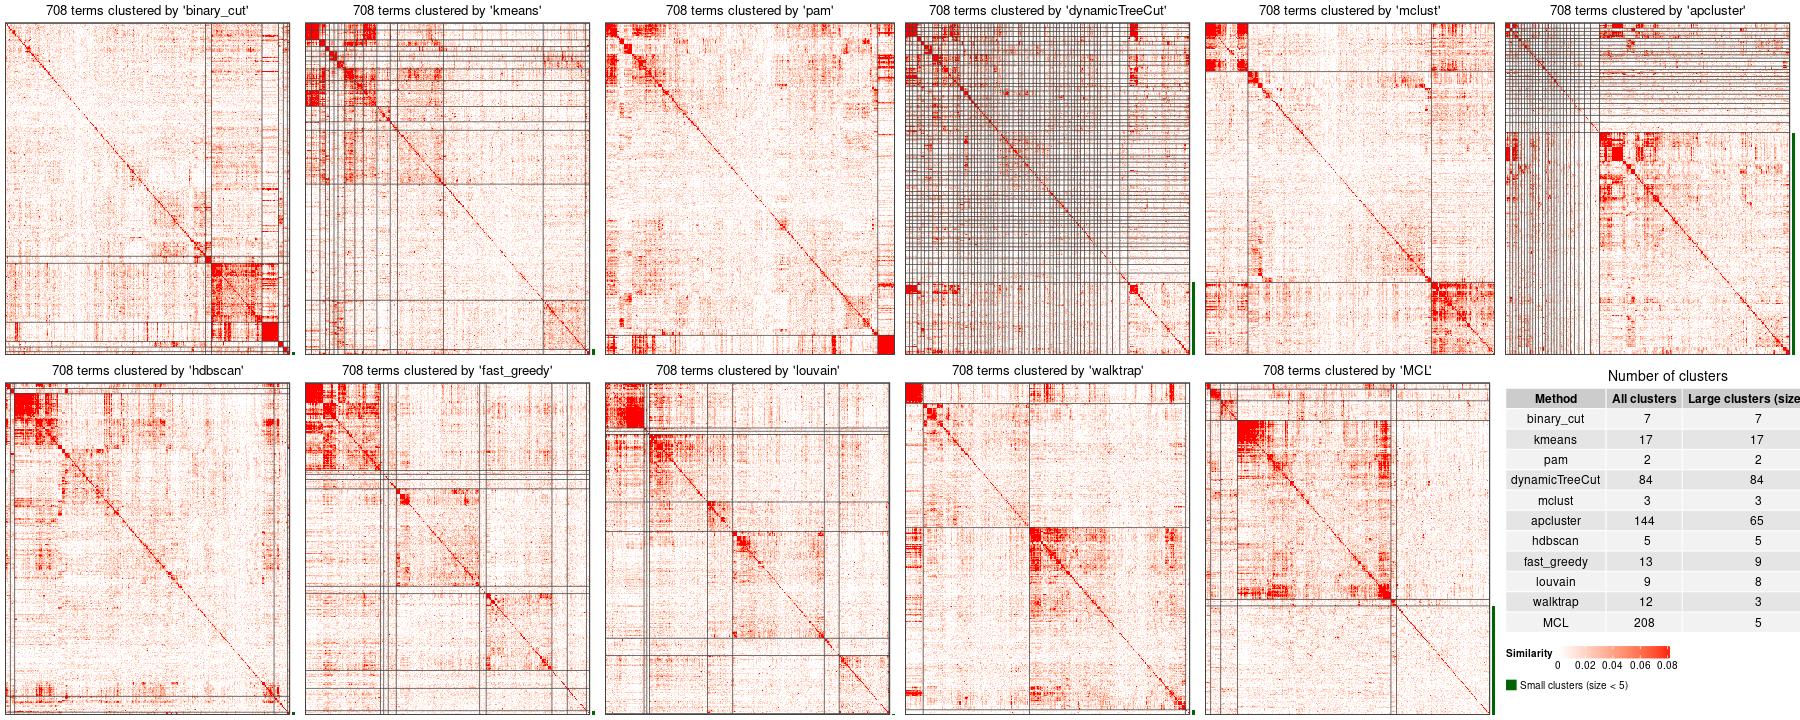 708 terms clustered by 'binary_cut'
708 terms clustered by 'kmeans'
708 terms clustered by 'pam'
708 terms clustered by 'dynamicTreeCut'
708 terms clustered by 'mclust'
708 terms clustered by 'apcluster'
708 terms clustered by 'hdbscan'
708 terms clustered by 'fast_greedy'
708 terms clustered by 'louvain'
708 terms clustered by 'walktrap'
708 terms clustered by 'MCL'
Number of clusters
Method All clusters Large clusters (size
binary_cut 7 7
kmeans 17 17
pam 2 2
dynamicTreeCut 84 84
mclust 3 3
apcluster 144 65
hdbscan 5 5
fast_greedy 13 9
louvain 9 8
walktrap 12 3
MCL 208 5
Similarity
0 0.02 0.04 0.06 0.08
Small clusters (size < 5)